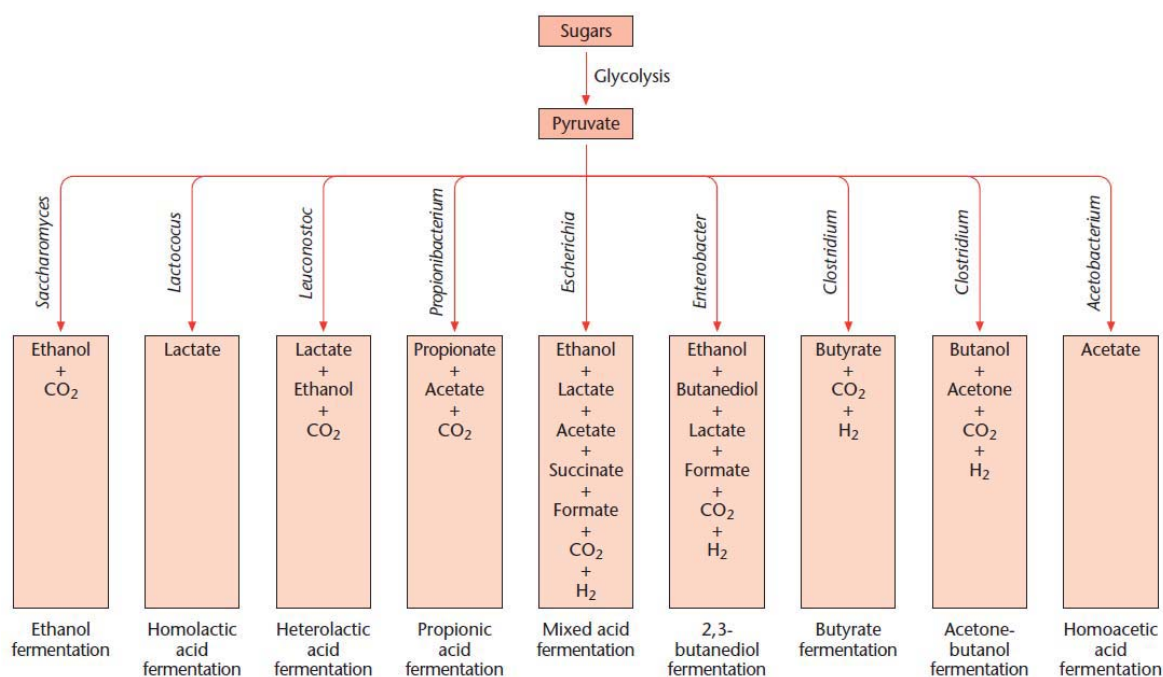 Sugars
Glycolysis
Pyruvate
Saccharomyces
Lactococus
Leuconostoc
Propionibacterium
Escherichia
Enterobacter
Clostridium
Clostridium
Acetobacterium
Ethanol
+
CO₂
Lactate
Lactate
+
Ethanol
+
CO₂
Propionate
+
Acetate
+
CO₂
Ethanol
+
Lactate
+
Acetate
+
Succinate
+
Formate
+
CO₂
+
H₂
Ethanol
+
Butanediol
+
Lactate
+
Formate
+
CO₂
+
H₂
Butyrate
+
CO₂
+
H₂
Butanol
+
Acetone
+
CO₂
+
H₂
Acetate
Ethanol
fermentation
Homolactic
acid
fermentation
Heterolactic
acid
fermentation
Propionic
acid
fermentation
Mixed acid
fermentation
2,3-
butanediol
fermentation
Butyrate
fermentation
Acetone-
butanol
fermentation
Homoacetic
acid
fermentation